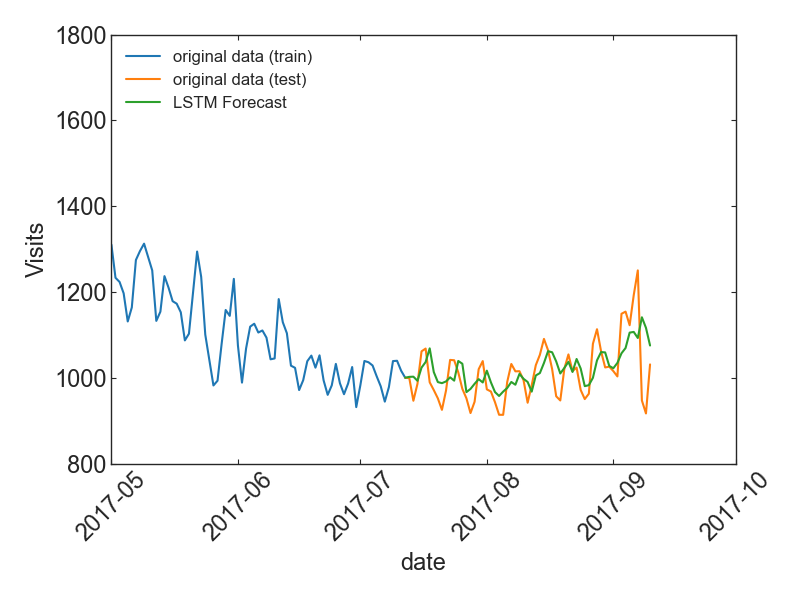 1800
1600
1400
1200
1000
800
Visits
original data (train)
original data (test)
LSTM Forecast
2017-05
2017-06
2017-07
2017-08
2017-09
2017-10
date